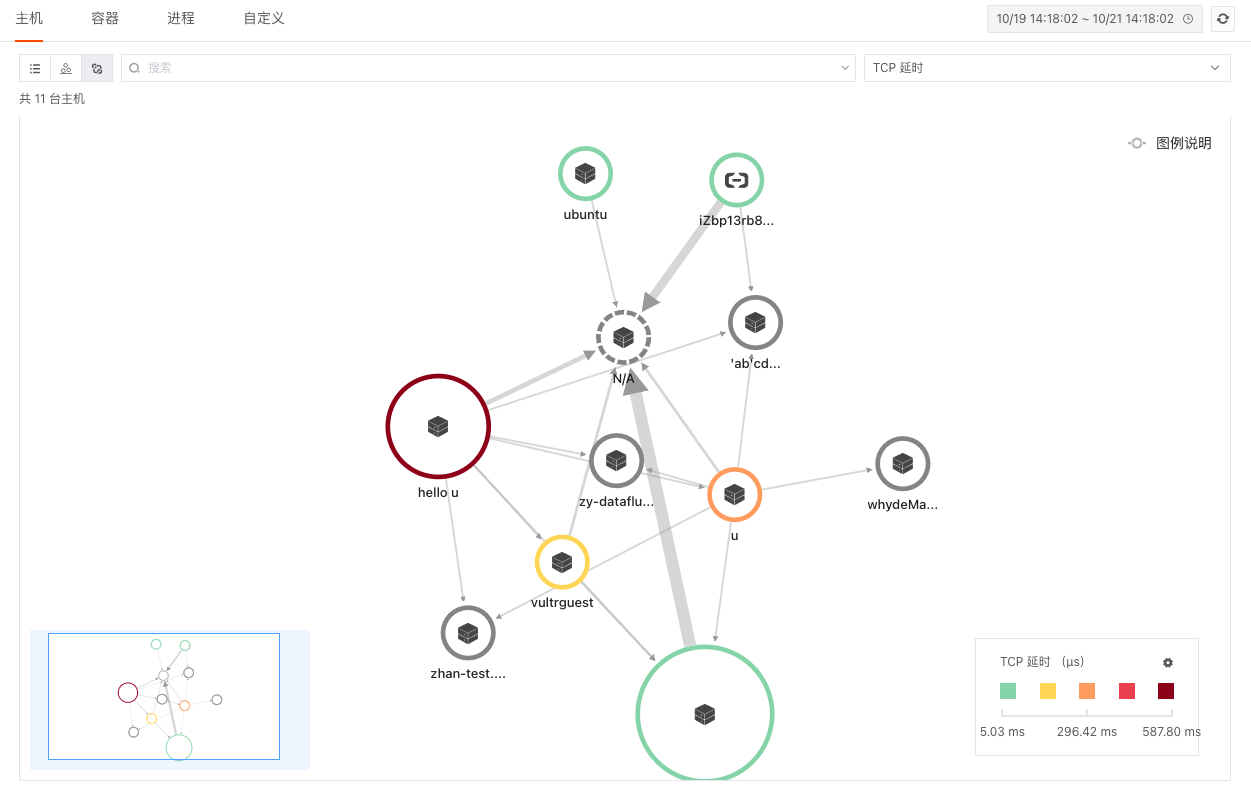 主机 容器 进程 自定义 10/19 14:18:02 ~ 10/21 14:18:02
搜索 TCP 延时
共 11 台主机
图例说明
ubuntu
iZbp13rb8...
'ab'cd...
N/A
hello u
zy-dataflu...
whydeMa...
u
vultrguest
zhan-test....
TCP 延时 (μs)
5.03 ms 296.42 ms 587.80 ms